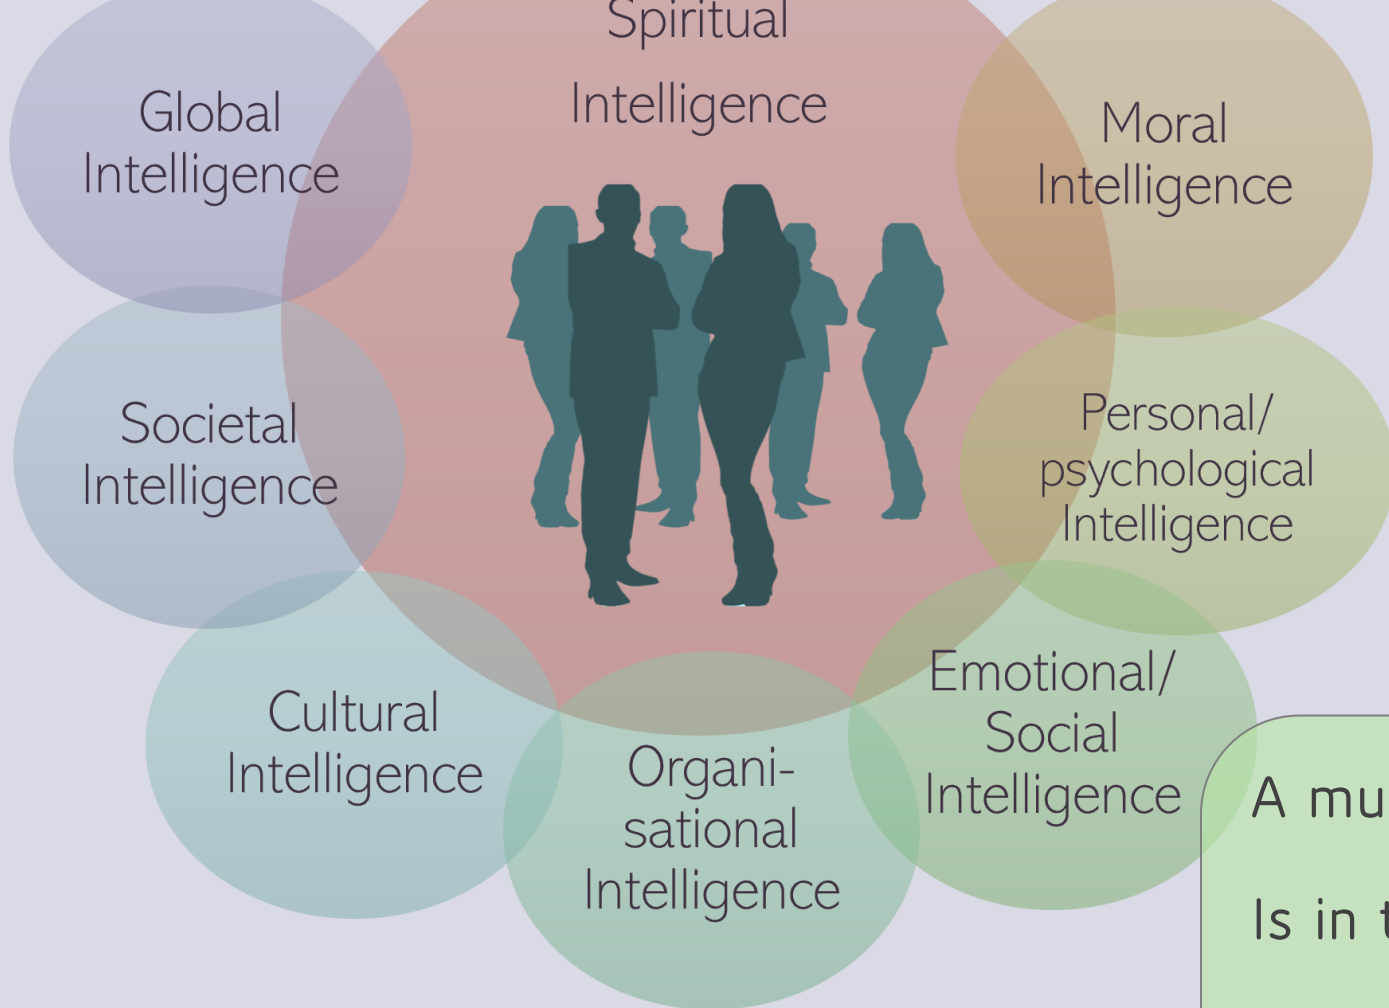 Spiritual
Intelligence
Global
Intelligence
Moral
Intelligence
Societal
Intelligence
Personal/
psychological
Intelligence
Cultural
Intelligence
Organi-
sational
Intelligence
Emotional/
Social
Intelligence
A mu
Is in